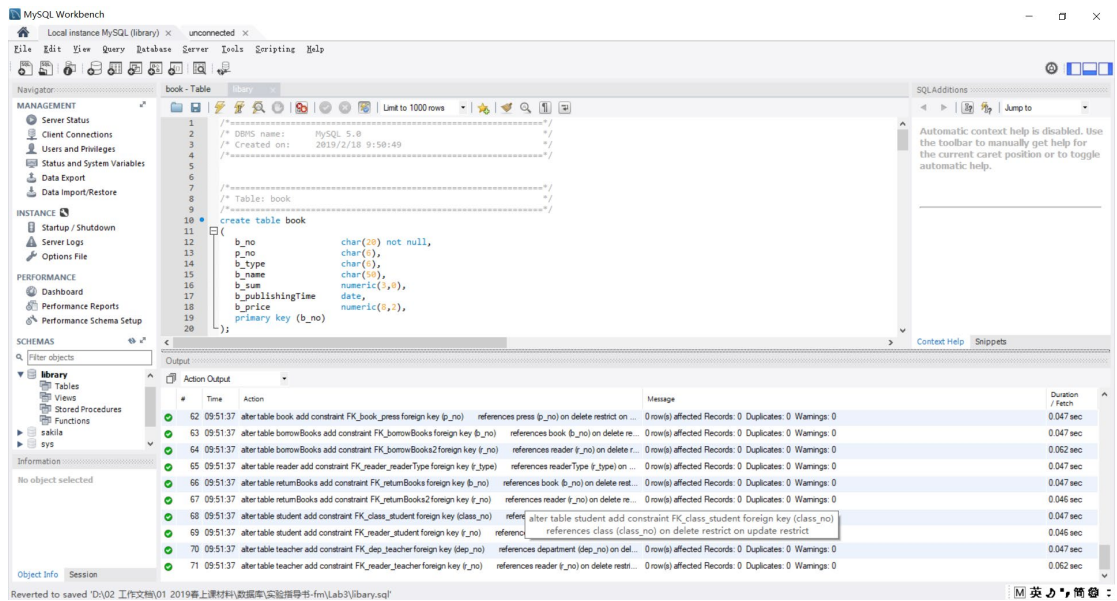 MySQL Workbench
Local instance MySQL (library) × unconnected ×
File Edit View Query Database Server Tools Scripting Help
Navigator
MANAGEMENT
Server Status
Client Connections
Users and Privileges
Status and System Variables
Data Export
Data Import/Restore
INSTANCE
Startup / Shutdown
Server Logs
Options File
PERFORMANCE
Dashboard
Performance Reports
Performance Schema Setup
SCHEMAS
Filter objects
library
Tables
Views
Stored Procedures
Functions
sakila
sys
Information
No object selected
Object Info Session
book - Table libary ×
Limit to 1000 rows
1 /*==============================================================*/
2 /* DBMS name: MySQL 5.0 */
3 /* Created on: 2019/2/18 9:50:49 */
4 /*==============================================================*/
5
6
7 /*==============================================================*/
8 /* Table: book */
9 /*==============================================================*/
10 create table book
11 (
12 b_no char(20) not null,
13 p_no char(6),
14 b_type char(6),
15 b_name char(50),
16 b_sum numeric(3,0),
17 b_publishingTime date,
18 b_price numeric(8,2),
19 primary key (b_no)
20 );
SQLAdditions
Jump to
Automatic context help is disabled. Use
the toolbar to manually get help for
the current caret position or to toggle
automatic help.
Context Help Snippets
Output
Action Output
# Time Action Message Duration / Fetch
62 09:51:37 alter table book add constraint FK_book_press foreign key (p_no) references press (p_no) on delete restrict on ... 0 row(s) affected Records: 0 Duplicates: 0 Warnings: 0 0.047 sec
63 09:51:37 alter table borrowBooks add constraint FK_borrowBooks foreign key (b_no) references book (b_no) on delete re... 0 row(s) affected Records: 0 Duplicates: 0 Warnings: 0 0.047 sec
64 09:51:37 alter table borrowBooks add constraint FK_borrowBooks2 foreign key (r_no) references reader (r_no) on delete r... 0 row(s) affected Records: 0 Duplicates: 0 Warnings: 0 0.062 sec
65 09:51:37 alter table reader add constraint FK_reader_readerType foreign key (r_type) references readerType (r_type) on ... 0 row(s) affected Records: 0 Duplicates: 0 Warnings: 0 0.047 sec
66 09:51:37 alter table returnBooks add constraint FK_returnBooks foreign key (b_no) references book (b_no) on delete rest... 0 row(s) affected Records: 0 Duplicates: 0 Warnings: 0 0.047 sec
67 09:51:37 alter table returnBooks add constraint FK_returnBooks2 foreign key (r_no) references reader (r_no) on delete re... 0 row(s) affected Records: 0 Duplicates: 0 Warnings: 0 0.046 sec
68 09:51:37 alter table student add constraint FK_class_student foreign key (class_no) refere 0.047 sec
alter table student add constraint FK_class_student foreign key (class_no)
references class (class_no) on delete restrict on update restrict
69 09:51:37 alter table student add constraint FK_reader_student foreign key (r_no) referenc 0.046 sec
70 09:51:37 alter table teacher add constraint FK_dep_teacher foreign key (dep_no) references department (dep_no) on del... 0 row(s) affected Records: 0 Duplicates: 0 Warnings: 0 0.047 sec
71 09:51:37 alter table teacher add constraint FK_reader_teacher foreign key (r_no) references reader (r_no) on delete restri... 0 row(s) affected Records: 0 Duplicates: 0 Warnings: 0 0.062 sec
Reverted to saved 'D:\02 工作文档\01 2019春上课材料\数据库\实验指导书-fm\Lab3\libary.sql'
M 英 简